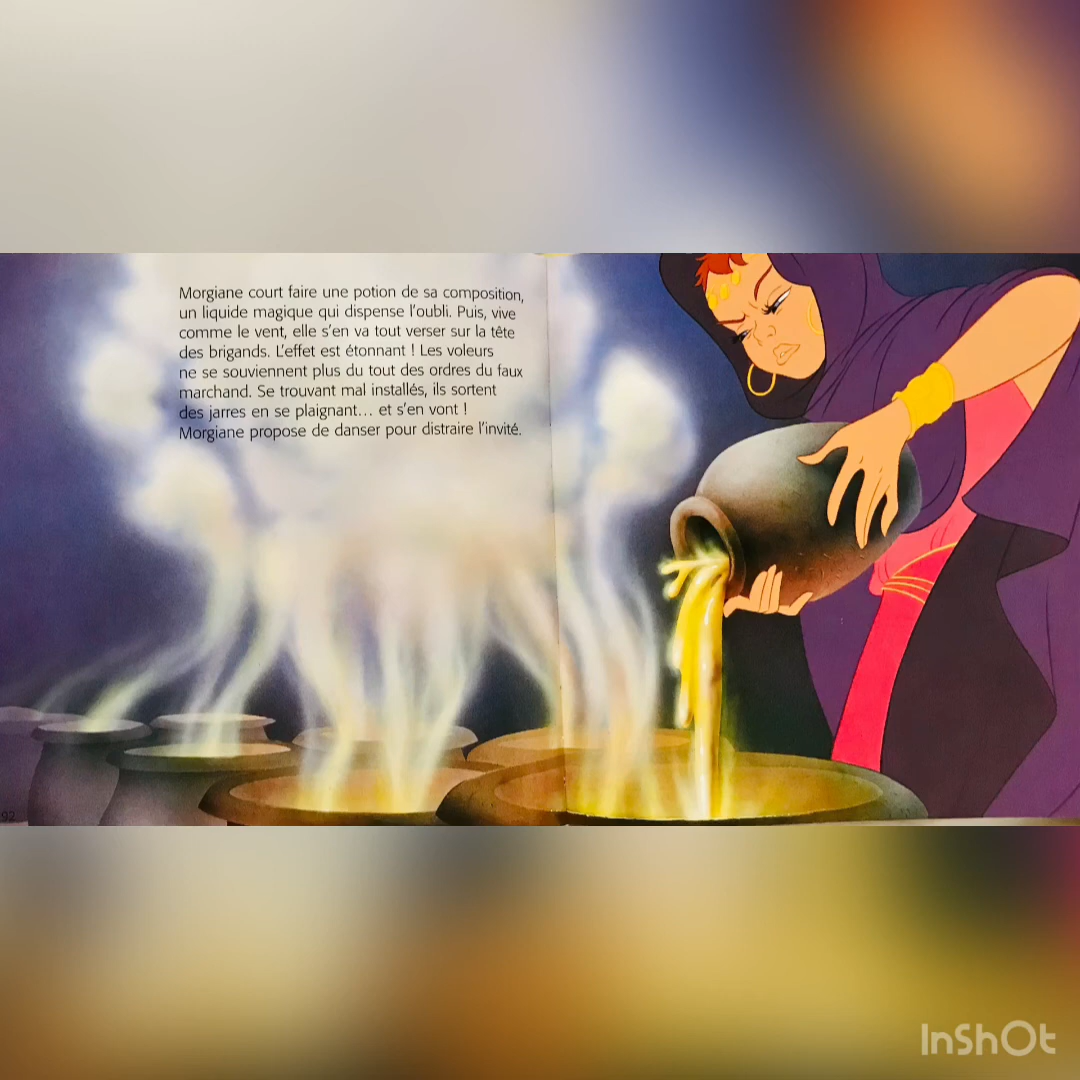 Morgiane court faire une potion de sa composition,
un liquide magique qui dispense l'oubli. Puis, vive
comme le vent, elle s'en va tout verser sur la tête
des brigands. L'effet est étonnant ! Les voleurs
ne se souviennent plus du tout des ordres du faux
marchand. Se trouvant mal installés, ils sortent
des jarres en se plaignant... et s'en vont !
Morgiane propose de danser pour distraire l'invité.
92
InShOt